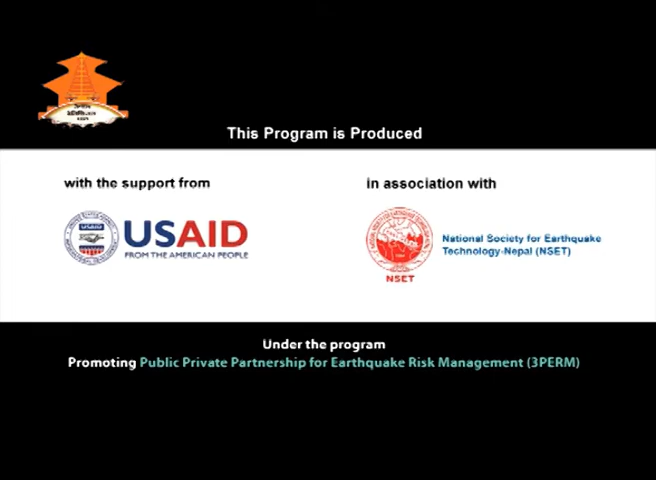 This Program is Produced
with the support from
in association with
USAID
FROM THE AMERICAN PEOPLE
National Society for Earthquake
Technology-Nepal (NSET)
NSET
Under the program
Promoting Public Private Partnership for Earthquake Risk Management (3PERM)